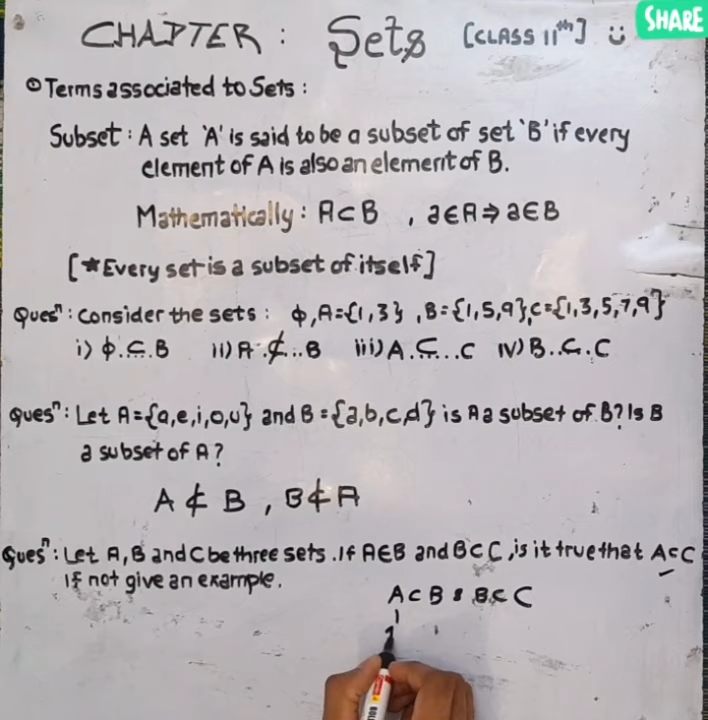 SHARE
CHAPTER : Sets [CLASS 11th]
Terms associated to Sets :
Subset : A set 'A' is said to be a subset of set 'B' if every
element of A is also an element of B.
Mathematically : A⊂B , a∈A⇒a∈B
[*Every set is a subset of itself]
Quesⁿ : Consider the sets : ϕ, A={1,3} , B={1,5,9}, C={1,3,5,7,9}
i) ϕ.⊂.B ii) A.⊄..B iii) A.⊂...C iv) B..⊂.C
Quesⁿ : Let A={a,e,i,o,u} and B={a,b,c,d} is A a subset of B? Is B
a subset of A?
A⊄B , B⊄A
Quesⁿ : Let A, B and C be three sets. If A∈B and B⊂C, is it true that A⊂C
If not give an example.
A⊂B & B⊂C